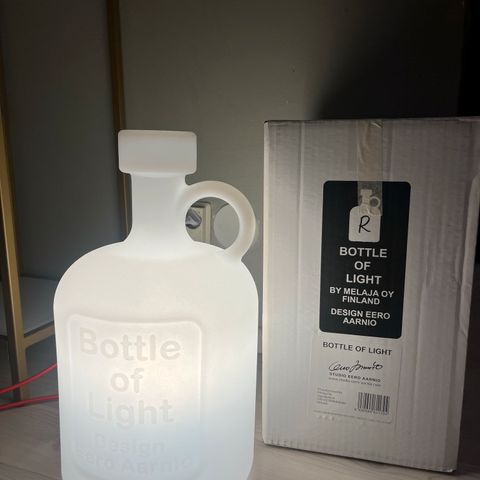 Bottle
of
Light
Design
Eero Aarnio
R
BOTTLE
OF
LIGHT
BY MELAJA OY
FINLAND
DESIGN EERO
AARNIO
BOTTLE OF LIGHT
STUDIO EERO AARNIO